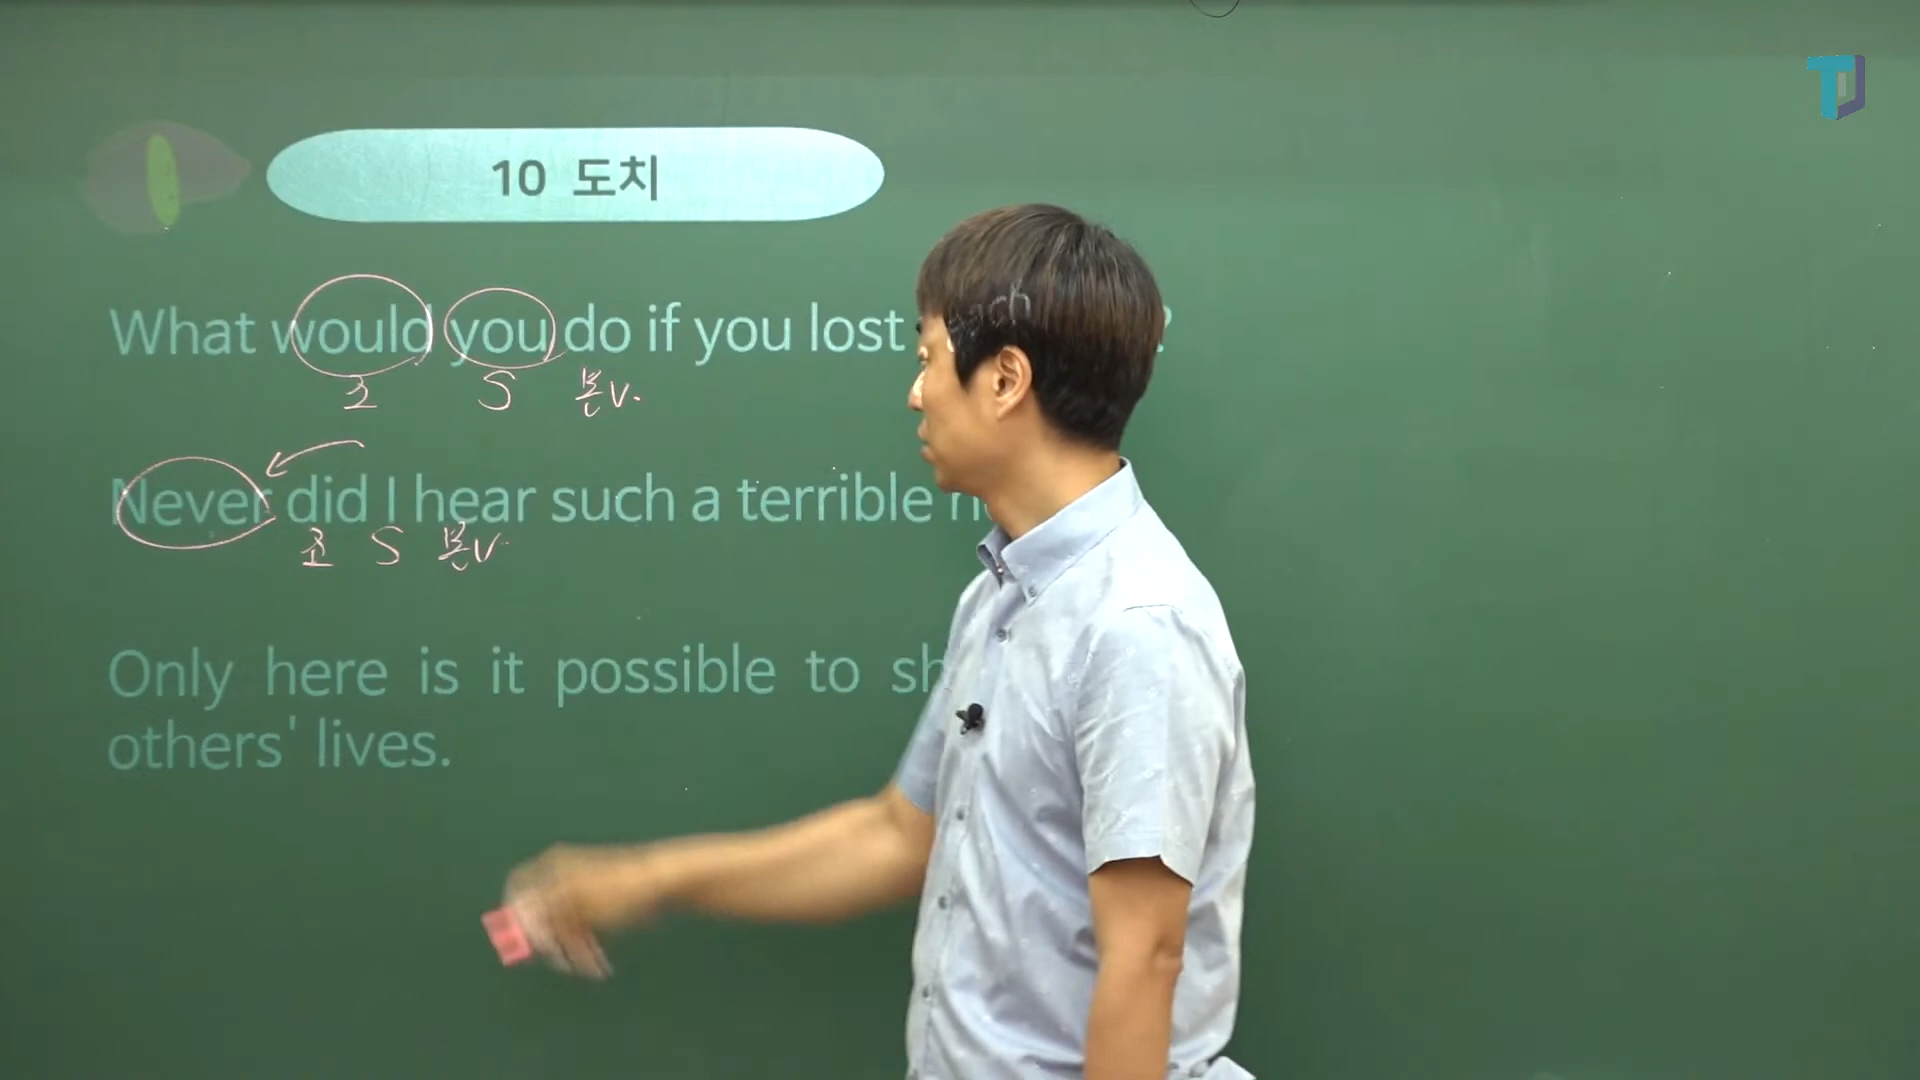 10 도치
What would you do if you lost
조 S 본V.
Never did I hear such a terrible
조 S 본V.
Only here is it possible to
others' lives.